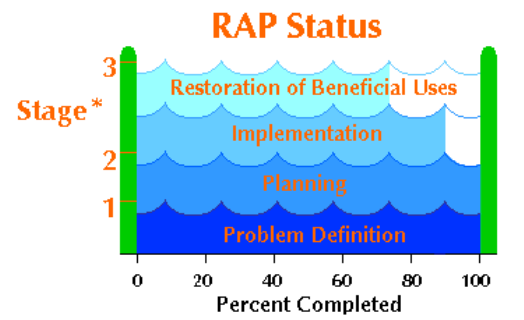 RAP Status
3
Restoration of Beneficial Uses
Stage*
Implementation
2
Planning
1
Problem Definition
0 20 40 60 80 100
Percent Completed